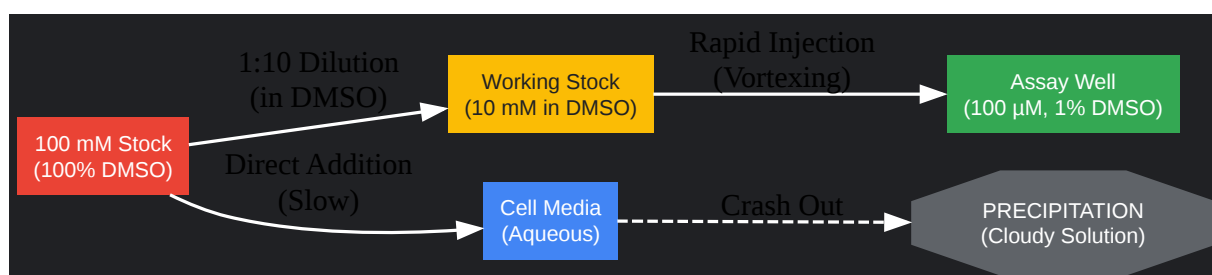 1:10 Dilution
(in DMSO)
Rapid Injection
(Vortexing)
Working Stock
(10 mM in DMSO)
Assay Well
(100 µM, 1% DMSO)
100 mM Stock
(100% DMSO)
Direct Addition
(Slow)
Cell Media
(Aqueous)
Crash Out
PRECIPITATION
(Cloudy Solution)